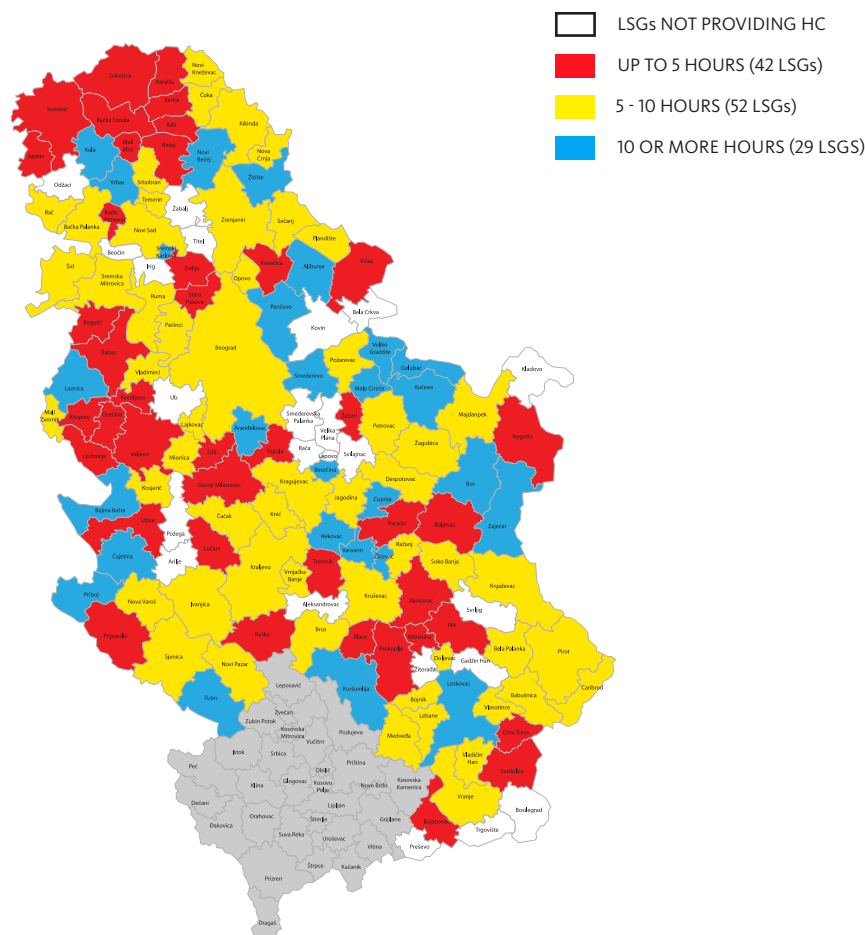 LSGs NOT PROVIDING HC
UP TO 5 HOURS (42 LSGs)
5 - 10 HOURS (52 LSGs)
10 OR MORE HOURS (29 LSGS)
Novi
Kneževac
Subotica
Kanjiža
Senta
Čoka
Sombor
Bačka Topola
Ada
Kikinda
Apatin
Kula
Mali
Iđoš
Bečej
Novi
Bečej
Nova
Crnja
Odžaci
Vrbas
Srbobran
Žitište
Temerin
Žabalj
Bač
Bačka Palanka
Bački
Petrovac
Novi Sad
Zrenjanin
Sečanj
Titel
Plandište
Beočin
Sremski
Karlovci
Šid
Sremska
Mitrovica
Irig
Inđija
Opovo
Kovačica
Alibunar
Vršac
Ruma
Stara
Pazova
Pančevo
Bela Crkva
Bogatić
Pećinci
Kovin
Šabac
Beograd
Požarevac
Veliko
Gradište
Golubac
Kladovo
Vladimirci
Smederevo
Malo Crniće
Kučevo
Loznica
Koceljevo
Ub
Mali
Zvornik
Krupanj
Osečina
Lajkovac
Aranđelovac
Smederevska
Palanka
Velika
Plana
Žabari
Petrovac
Majdanpek
Negotin
Ljubovija
Valjevo
Mionica
Ljig
Topola
Rača
Lapovo
Svilajnac
Žagubica
Kosjerić
Gornji Milanovac
Batočina
Despotovac
Bor
Bajina Bašta
Kragujevac
Jagodina
Ćuprija
Užice
Požega
Čačak
Knić
Rekovac
Paraćin
Boljevac
Zaječar
Čajetina
Arilje
Lučani
Varvarin
Ćićevac
Ražanj
Soko Banja
Kraljevo
Vrnjačka
Banja
Trstenik
Priboj
Nova Varoš
Ivanjica
Kruševac
Aleksinac
Knjaževac
Aleksandrovac
Svrljig
Prijepolje
Raška
Brus
Blace
Prokuplje
Merošina
Niš
Sjenica
Novi Pazar
Žitorađa
Doljevac
Gadžin Han
Bela Palanka
Pirot
Tutin
Leposavić
Kuršumlija
Bojnik
Leskovac
Babušnica
Caribrod
Zvečan
Lebane
Vlasotince
Zubin Potok
Kosovska
Mitrovica
Podujevo
Medveđa
Crna Trava
Vučitrn
Istok
Srbica
Vladičin
Han
Peć
Obilić
Priština
Surdulica
Klina
Glogovac
Kosovo
Polje
Novo Brdo
Kosovska
Kamenica
Vranje
Dečani
Lipljan
Bosilegrad
Đakovica
Orahovac
Štimlje
Gnjilane
Bujanovac
Trgovište
Suva Reka
Uroševac
Vitina
Preševo
Štrpce
Kačanik
Prizren
Dragaš